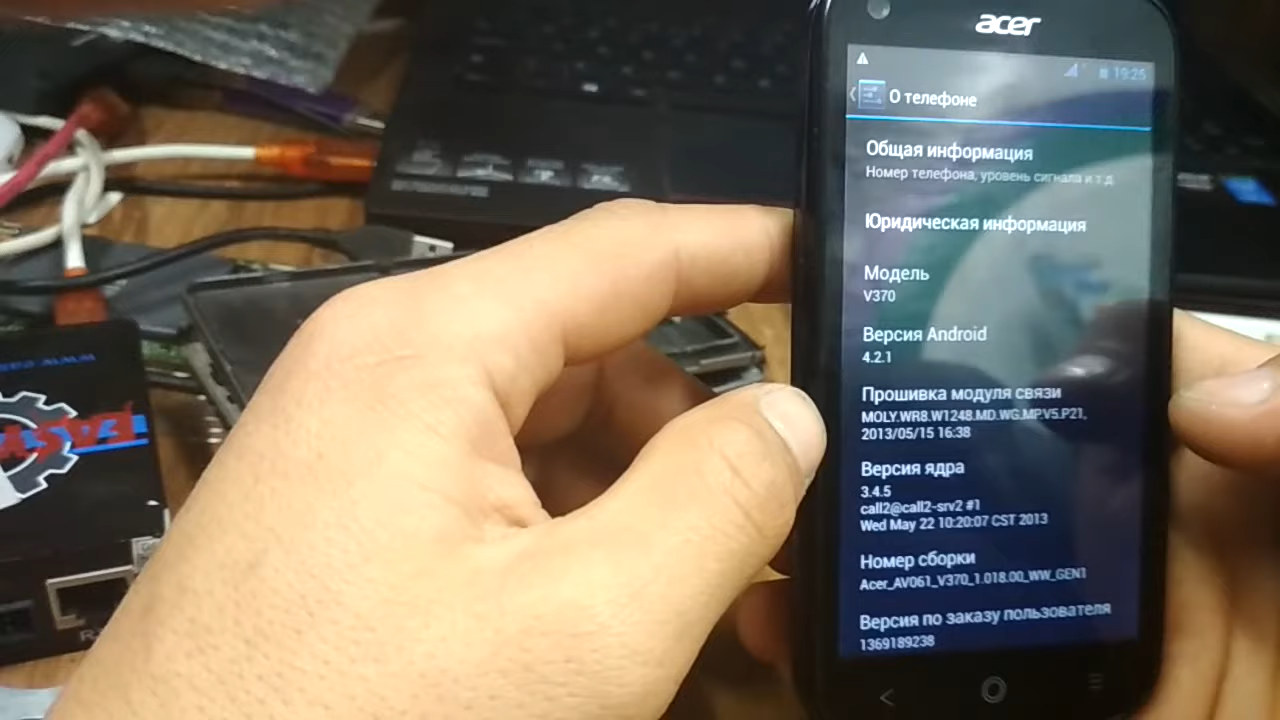 acer
19:25
О телефоне
Общая информация
Номер телефона, уровень сигнала и т.д.
Юридическая информация
Модель
V370
Версия Android
4.2.1
Прошивка модуля связи
MOLY.WR8.W1248.MD.WG.MP.V5.P21,
2013/05/15 16:38
Версия ядра
3.4.5
call2@call2-srv2 #1
Wed May 22 10:20:07 CST 2013
Номер сборки
Acer_AV061_V370_1.018.00_WW_GEN1
Версия по заказу пользователя
1369189238
EASY